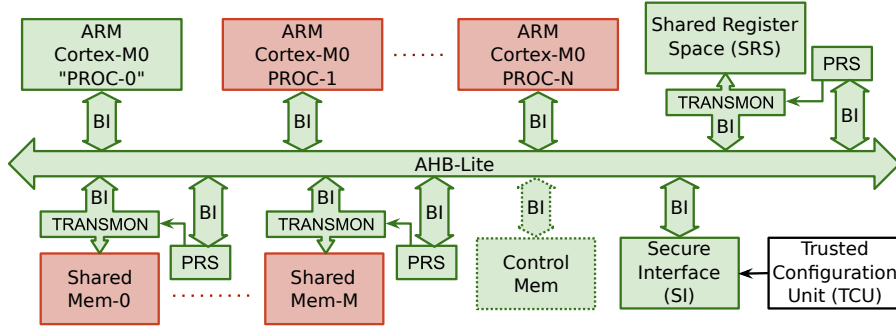 ARM
Cortex-M0
"PROC-0"
ARM
Cortex-M0
PROC-1
ARM
Cortex-M0
PROC-N
Shared Register
Space (SRS)
PRS
TRANSMON
BI
BI
BI
BI
BI
AHB-Lite
BI
BI
BI
BI
BI
BI
TRANSMON
PRS
TRANSMON
PRS
Shared
Mem-0
Shared
Mem-M
Control
Mem
Secure
Interface
(SI)
Trusted
Configuration
Unit (TCU)